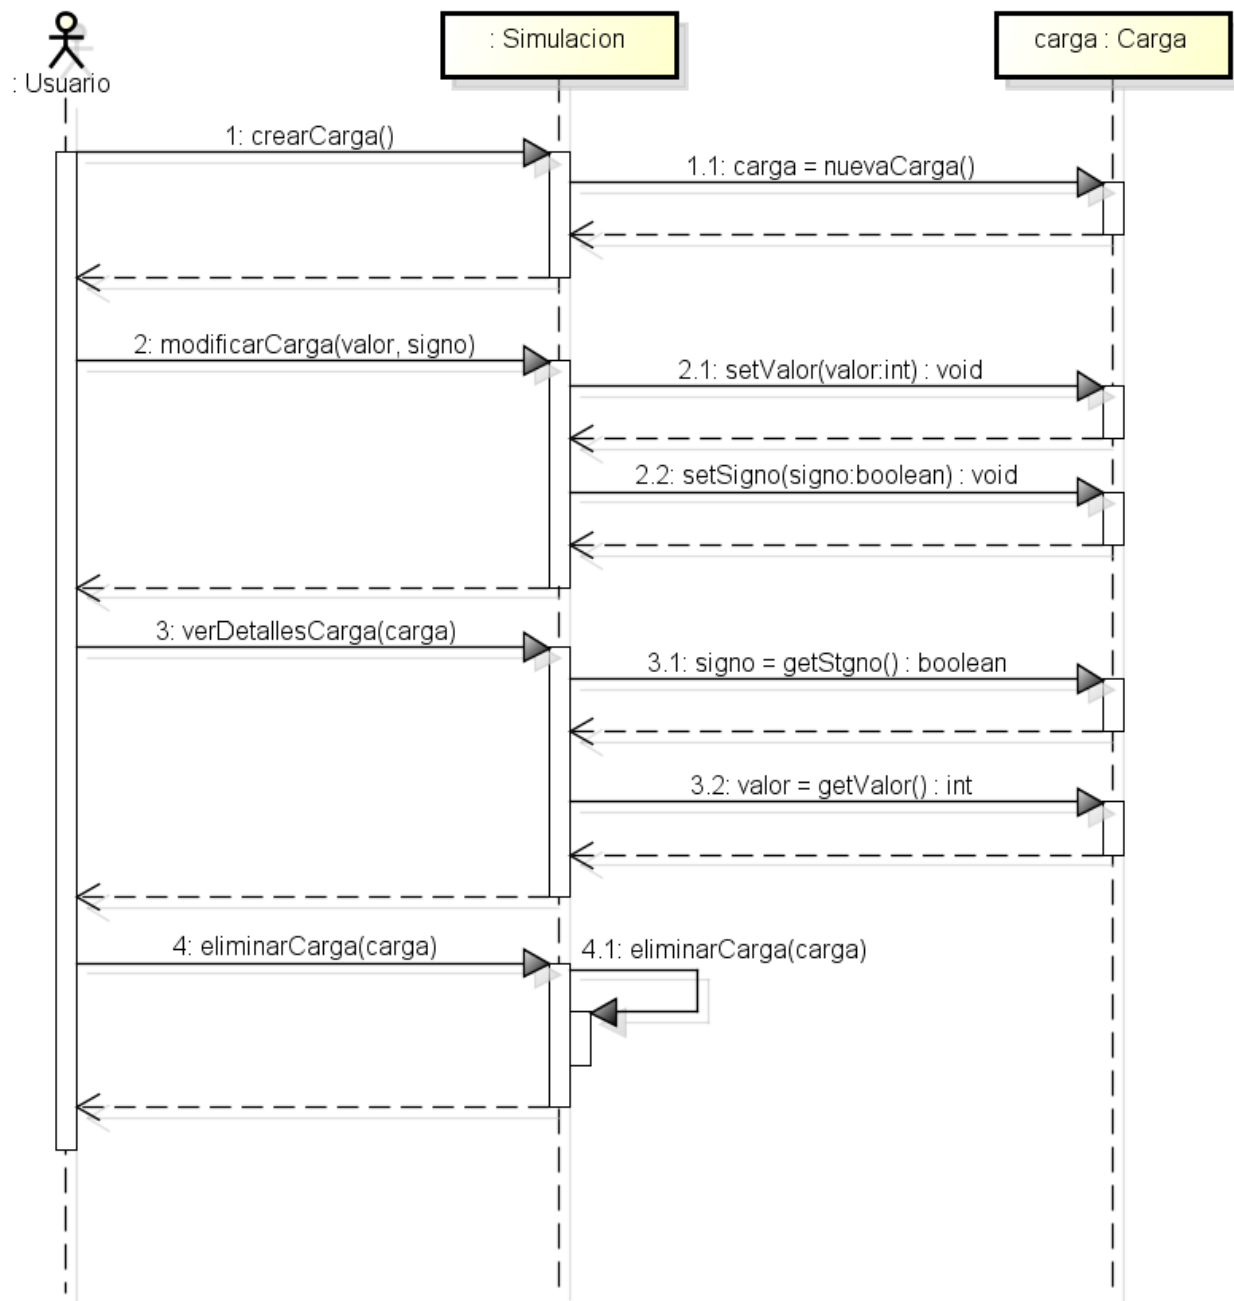 : Usuario
: Simulacion
carga : Carga
1: crearCarga()
1.1: carga = nuevaCarga()
2: modificarCarga(valor, signo)
2.1: setValor(valor:int) : void
2.2: setSigno(signo:boolean) : void
3: verDetallesCarga(carga)
3.1: signo = getStgno() : boolean
3.2: valor = getValor() : int
4: eliminarCarga(carga)
4.1: eliminarCarga(carga)